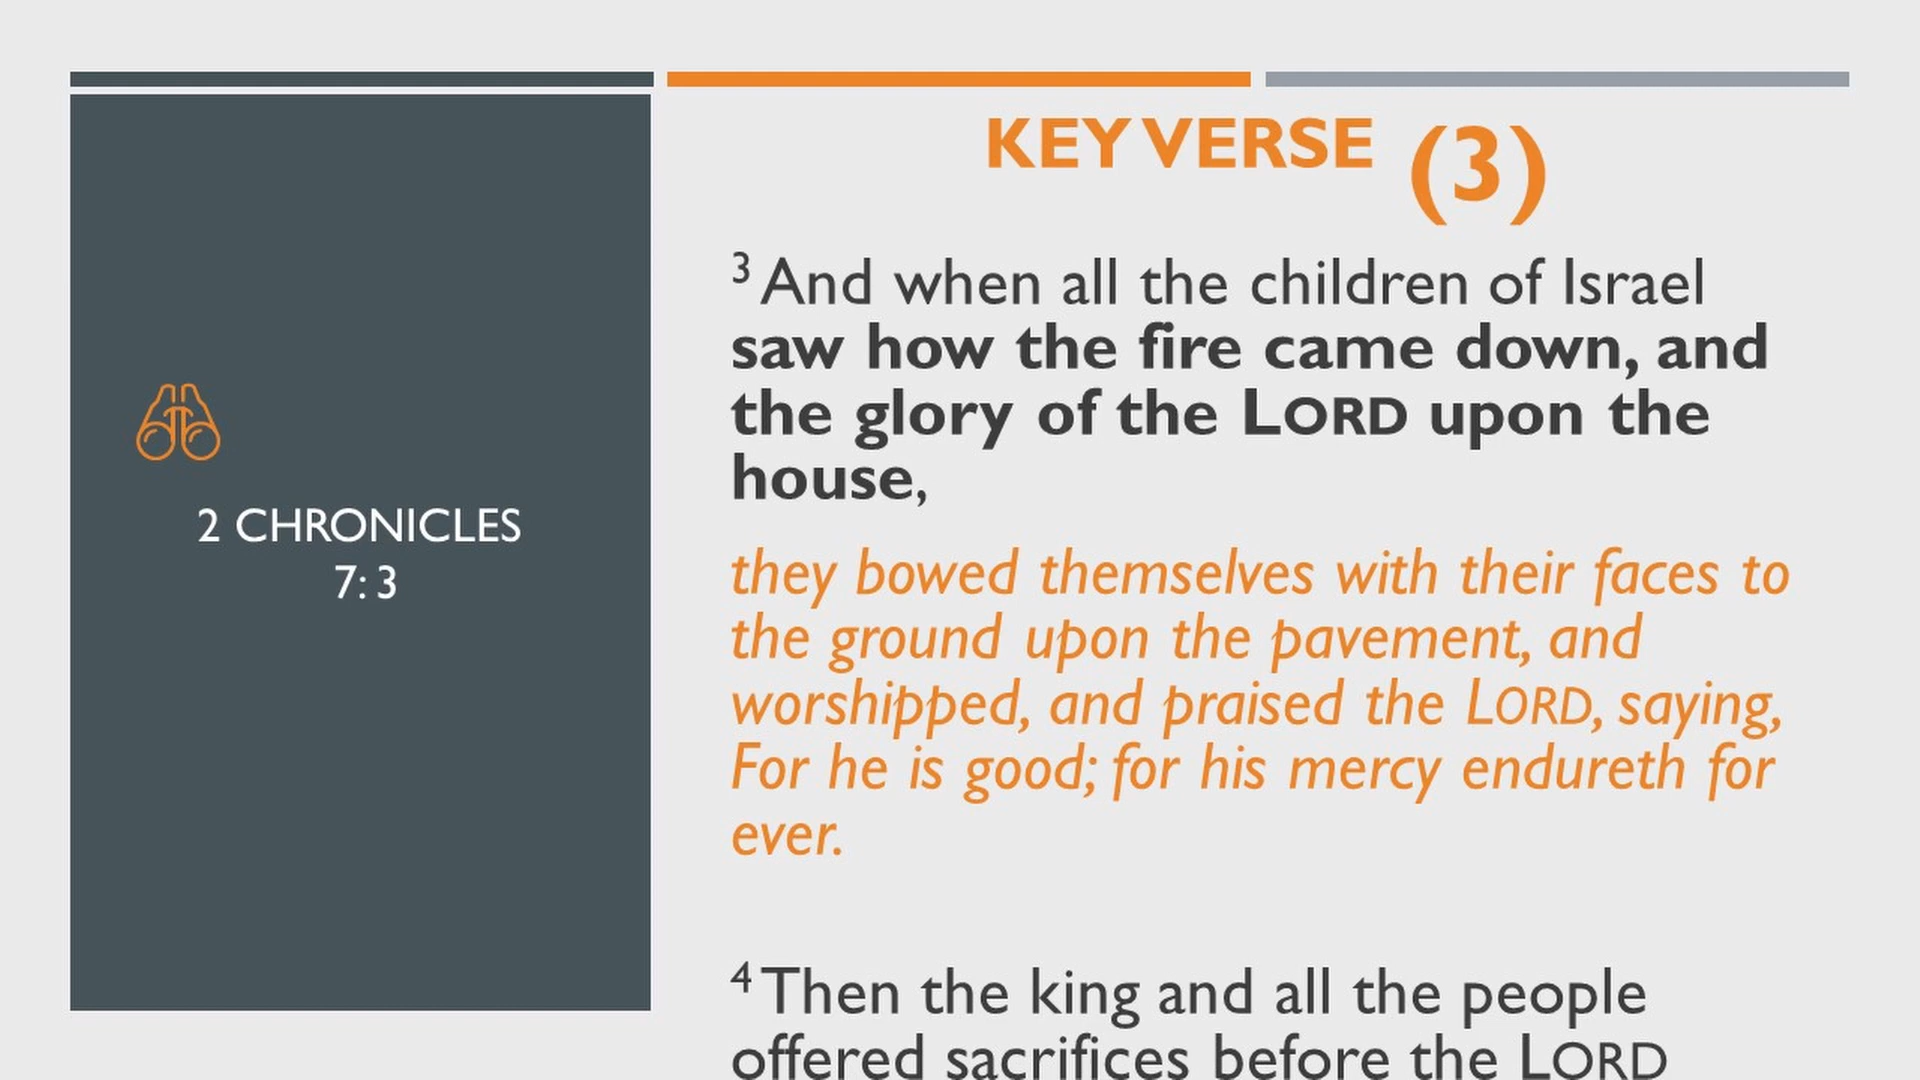 2 CHRONICLES
7: 3
KEY VERSE (3)
3 And when all the children of Israel
saw how the fire came down, and
the glory of the LORD upon the
house,
they bowed themselves with their faces to
the ground upon the pavement, and
worshipped, and praised the LORD, saying,
For he is good; for his mercy endureth for
ever.
4 Then the king and all the people
offered sacrifices before the LORD